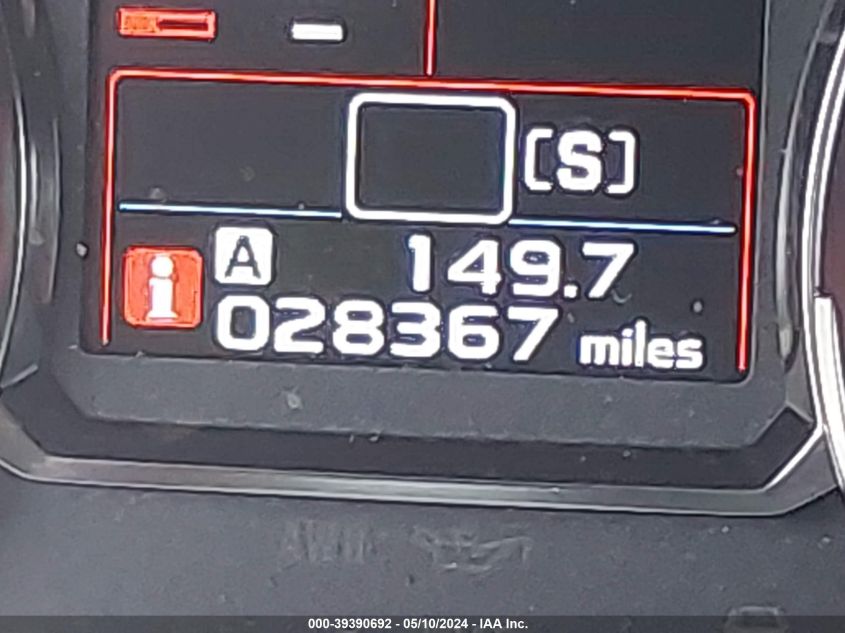 [S]
i A 149.7
028367 miles
000-39390692 - 05/10/2024 - IAA Inc.